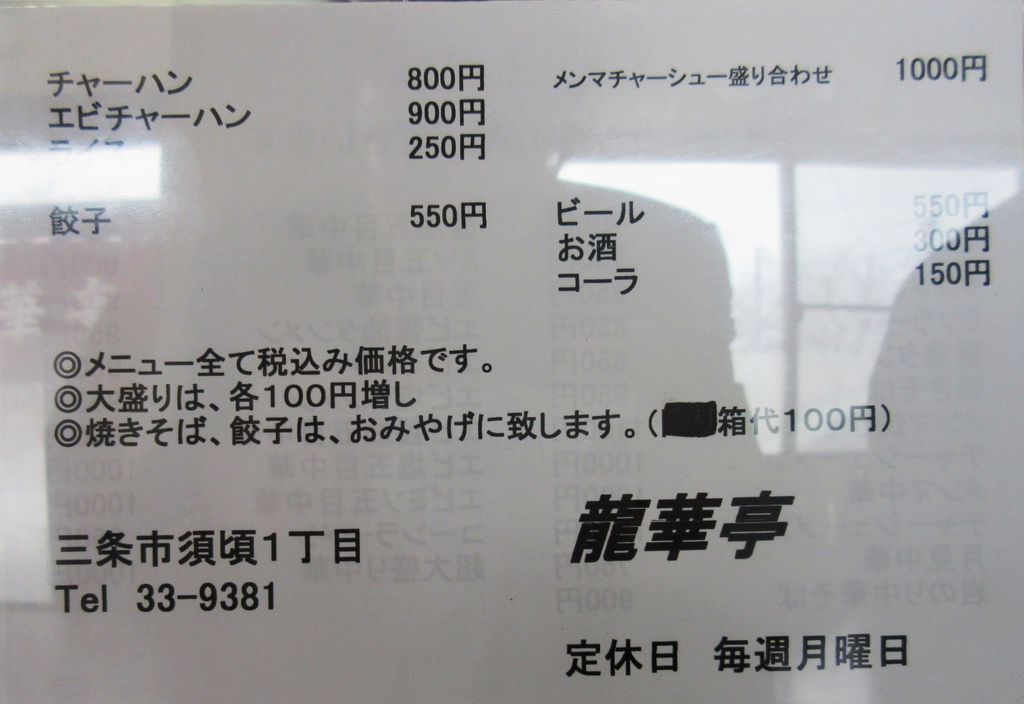 チャーハン 800円
エビチャーハン 900円
ライス 250円
餃子 550円
メンマチャーシュー盛り合わせ 1000円
ビール 550円
お酒 300円
コーラ 150円
◎メニュー全て税込み価格です。
◎大盛りは、各100円増し
◎焼きそば、餃子は、おみやげに致します。(箱代100円)
三条市須頃1丁目
Tel 33-9381
龍華亭
定休日 毎週月曜日